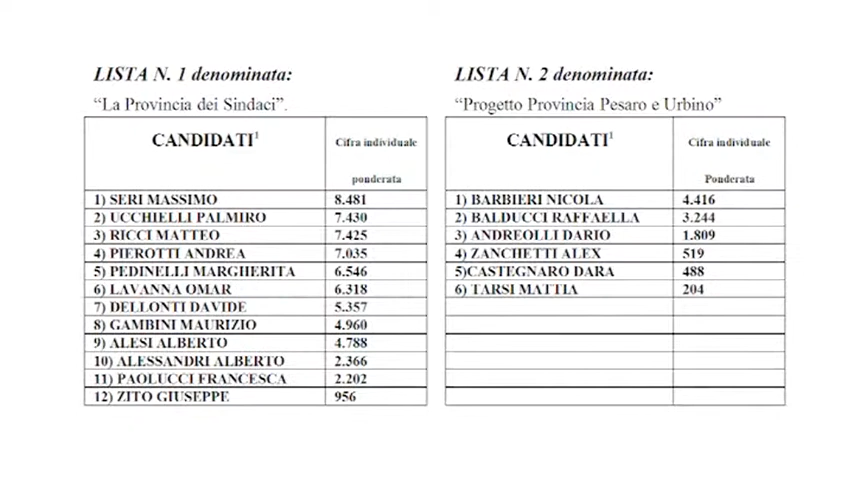 LISTA N. 1 denominata:
“La Provincia dei Sindaci”.
CANDIDATI1 Cifra individuale
ponderata
1) SERI MASSIMO 8.481
2) UCCHIELLI PALMIRO 7.430
3) RICCI MATTEO 7.425
4) PIEROTTI ANDREA 7.035
5) PEDINELLI MARGHERITA 6.546
6) LAVANNA OMAR 6.318
7) DELLONTI DAVIDE 5.357
8) GAMBINI MAURIZIO 4.960
9) ALESI ALBERTO 4.788
10) ALESSANDRI ALBERTO 2.366
11) PAOLUCCI FRANCESCA 2.202
12) ZITO GIUSEPPE 956
LISTA N. 2 denominata:
“Progetto Provincia Pesaro e Urbino”
CANDIDATI1 Cifra individuale
Ponderata
1) BARBIERI NICOLA 4.416
2) BALDUCCI RAFFAELLA 3.244
3) ANDREOLLI DARIO 1.809
4) ZANCHETTI ALEX 519
5)CASTEGNARO DARA 488
6) TARSI MATTIA 204